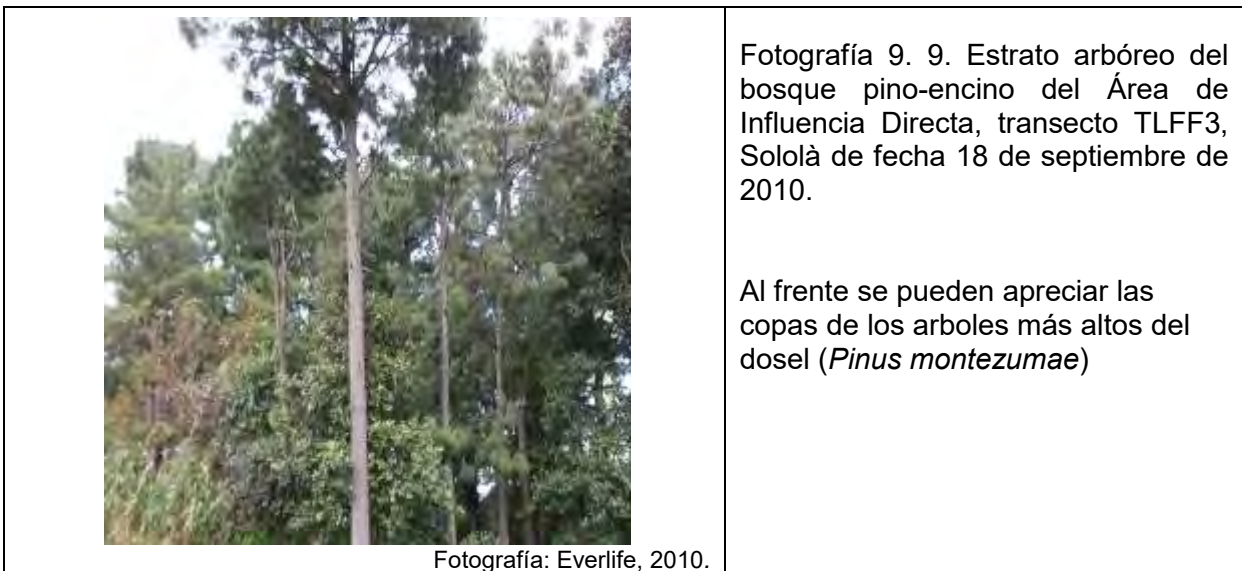 Fotografía 9. 9. Estrato arbóreo del
bosque pino-encino del Área de
Influencia Directa, transecto TLFF3,
Sololà de fecha 18 de septiembre de
2010.
Al frente se pueden apreciar las
copas de los arboles más altos del
dosel (Pinus montezumae)
Fotografía: Everlife, 2010.